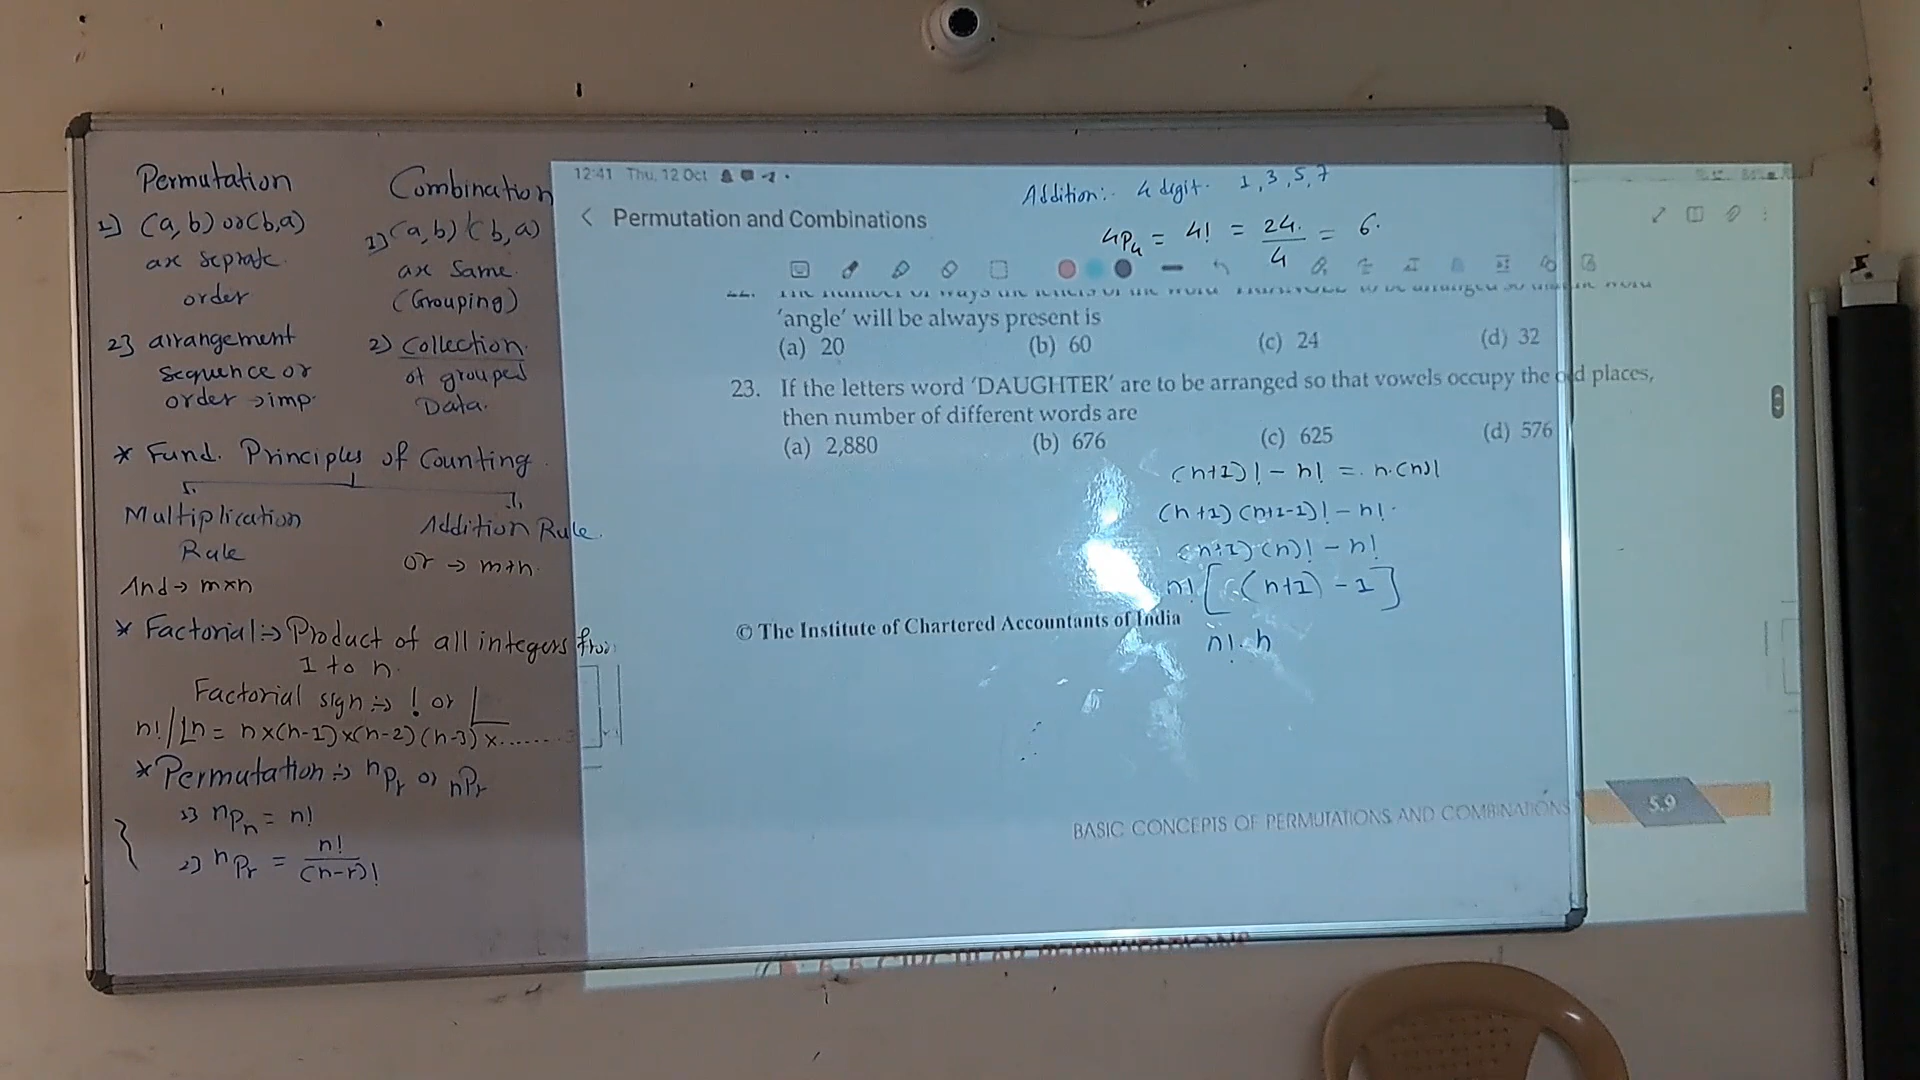 Permutation
1) (a, b) or (b, a)
are seprate
order
2) arrangement
sequence or
order → imp.
Combination
1) (a, b) (b, a)
are same.
(Grouping)
2) Collection
of grouped
Data.
* Fund. Principles of Counting
Multiplication
Rule
And → m×n
Addition Rule.
or → m+n.
* Factorial :→ Product of all integers from
1 to n.
Factorial sign :→ ! or ∟
n!/∟n = n×(n-1)×(n-2)(n-3)×.......
* Permutation :→ nPr or nPr
1) nPn = n!
2) nPr = n!/(n-r)!
12:41 Thu, 12 Oct
< Permutation and Combinations
Addition:- 4 digit. 1, 3, 5, 7
4P4 = 4! = 24/4 = 6.
'angle' will be always present is
(a) 20 (b) 60 (c) 24 (d) 32
23. If the letters word 'DAUGHTER' are to be arranged so that vowels occupy the odd places,
then number of different words are
(a) 2,880 (b) 676 (c) 625 (d) 576
(n+1)! - n! = n.(n)!
(n+1)(n+1-1)! - n!
(n+1)(n)! - n!
n! [(n+1) - 1]
n!.n
© The Institute of Chartered Accountants of India
BASIC CONCEPTS OF PERMUTATIONS AND COMBINATIONS 5.9